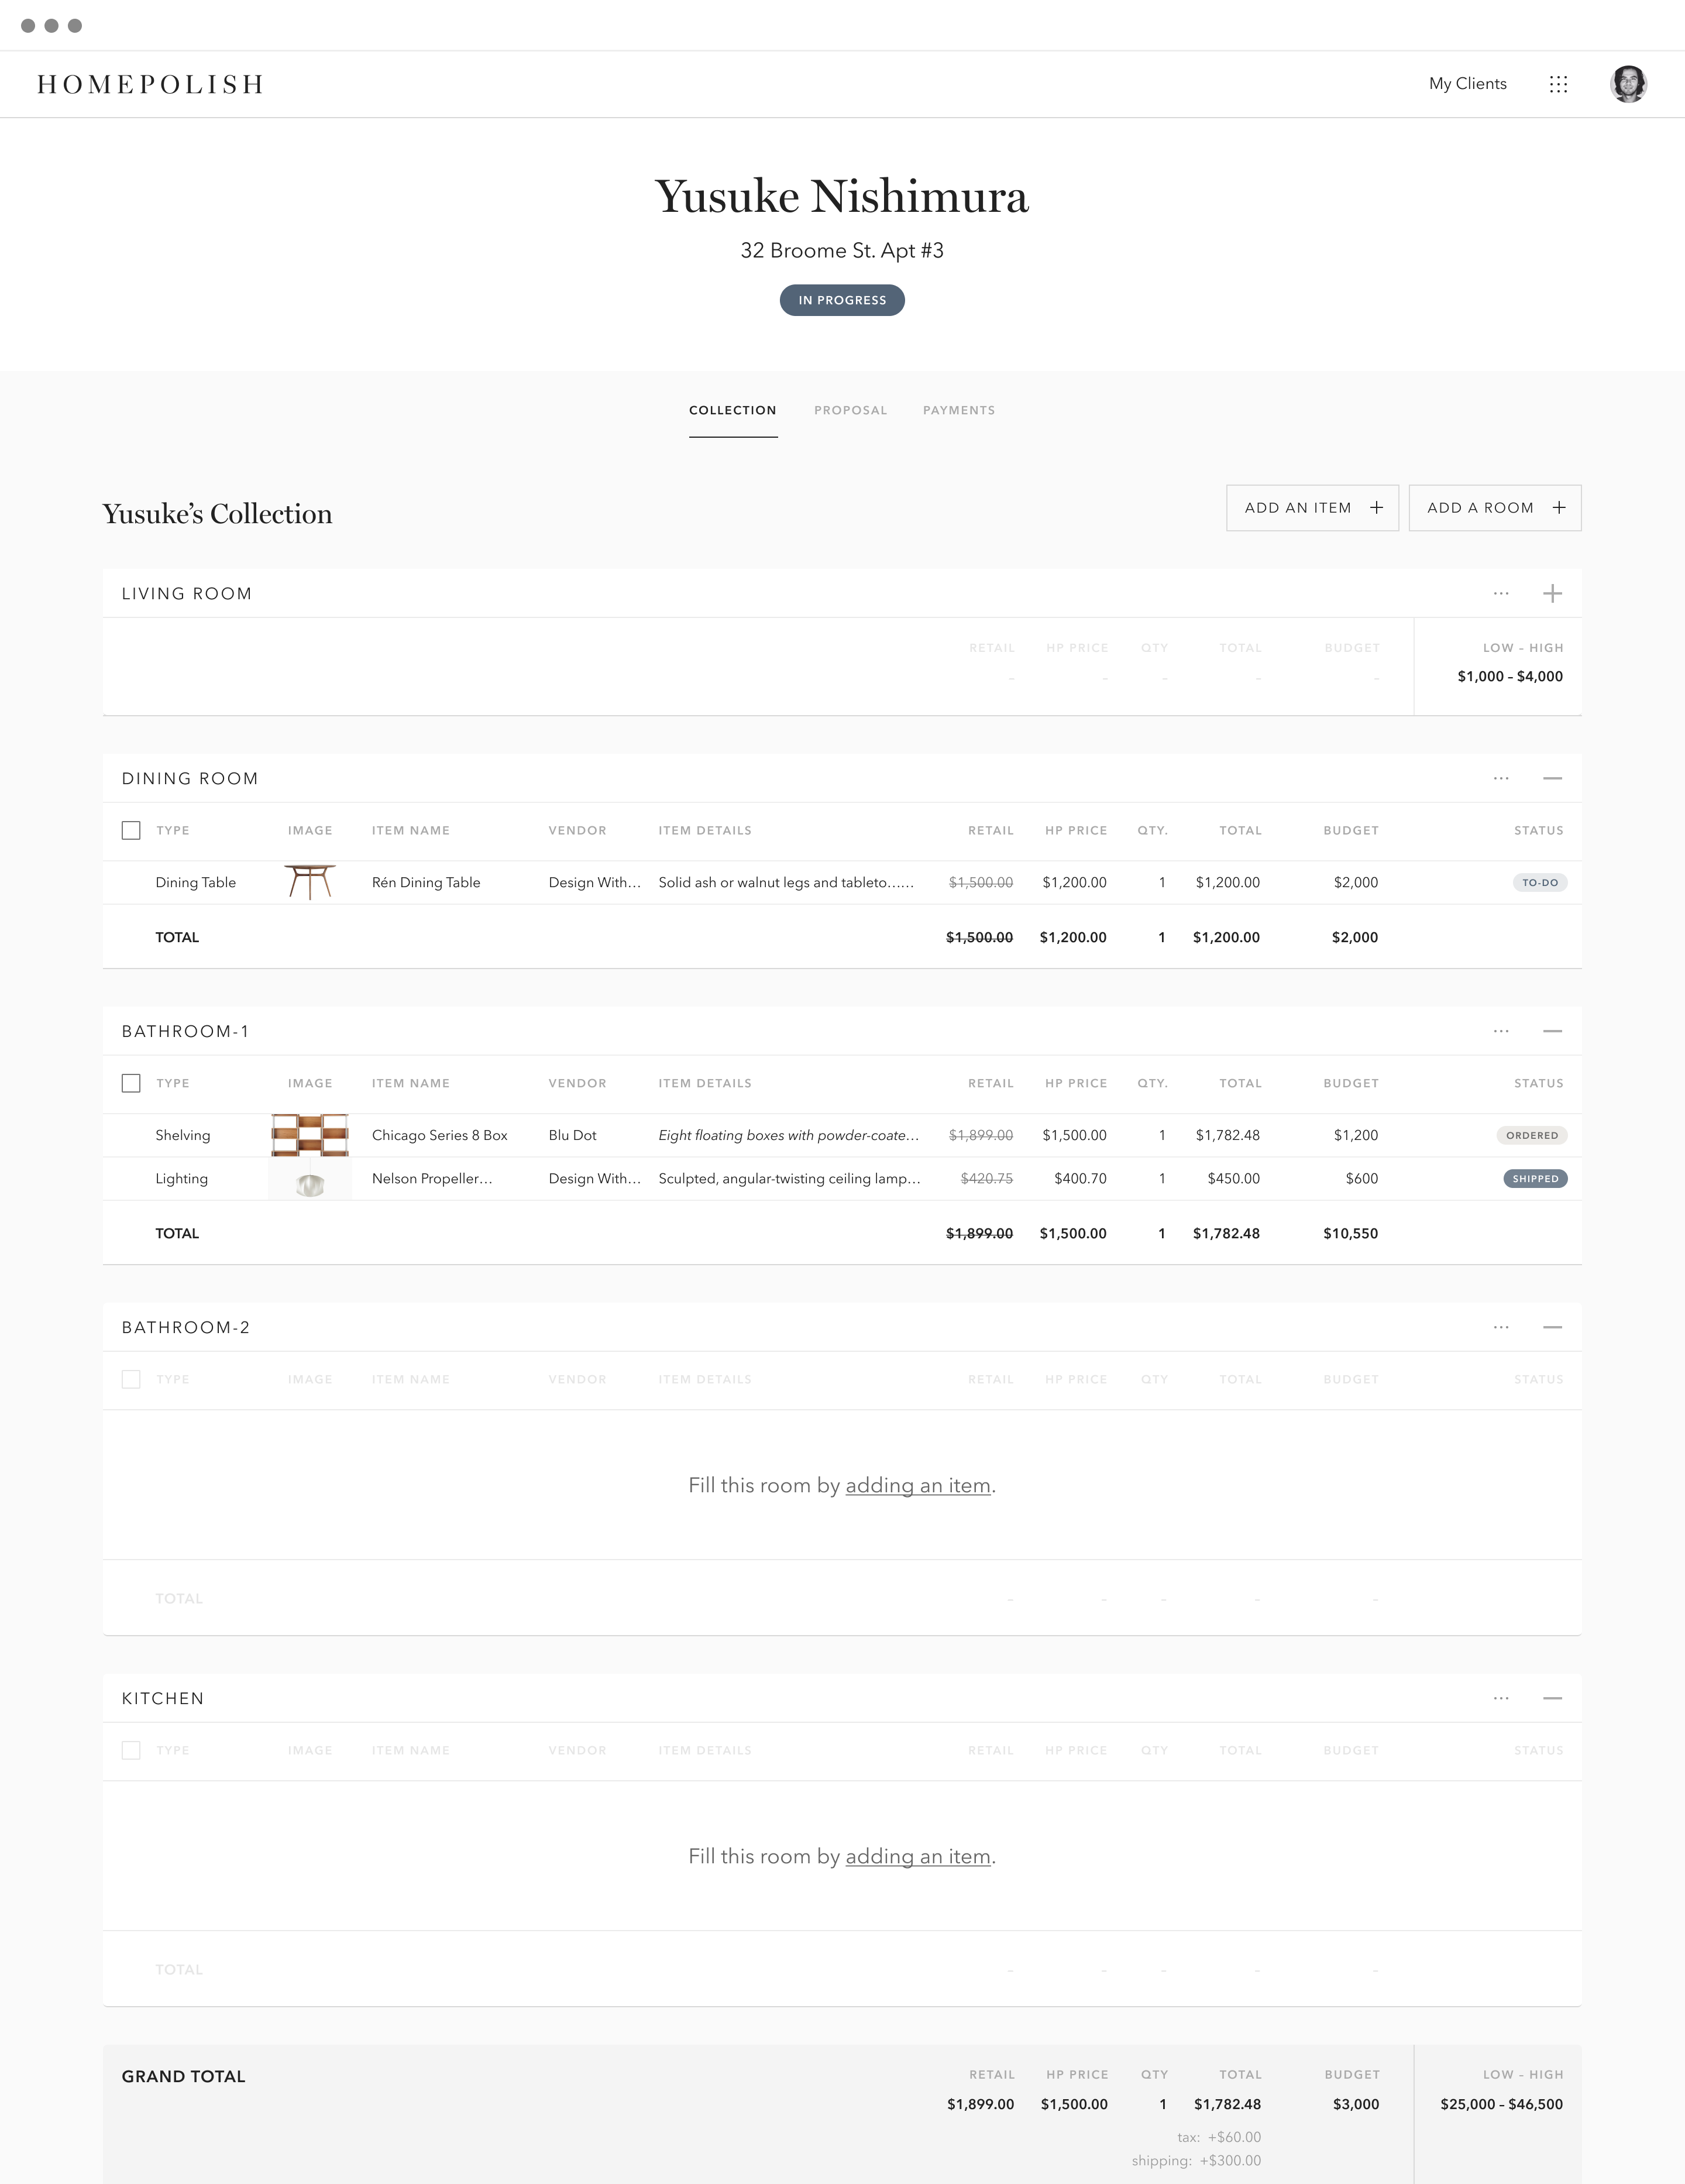 HOMEPOLISH My Clients
Yusuke Nishimura
32 Broome St. Apt #3
IN PROGRESS
COLLECTION PROPOSAL PAYMENTS
Yusuke’s Collection ADD AN ITEM + ADD A ROOM +
LIVING ROOM ... +
RETAIL HP PRICE QTY TOTAL BUDGET LOW – HIGH
– – – – – $1,000 – $4,000
DINING ROOM ... —
TYPE IMAGE ITEM NAME VENDOR ITEM DETAILS RETAIL HP PRICE QTY. TOTAL BUDGET STATUS
Dining Table Rén Dining Table Design With… Solid ash or walnut legs and tableto…… $1,500.00 $1,200.00 1 $1,200.00 $2,000 TO-DO
TOTAL $1,500.00 $1,200.00 1 $1,200.00 $2,000
BATHROOM-1 ... —
TYPE IMAGE ITEM NAME VENDOR ITEM DETAILS RETAIL HP PRICE QTY. TOTAL BUDGET STATUS
Shelving Chicago Series 8 Box Blu Dot Eight floating boxes with powder-coate… $1,899.00 $1,500.00 1 $1,782.48 $1,200 ORDERED
Lighting Nelson Propeller… Design With… Sculpted, angular-twisting ceiling lamp… $420.75 $400.70 1 $450.00 $600 SHIPPED
TOTAL $1,899.00 $1,500.00 1 $1,782.48 $10,550
BATHROOM-2 ... —
TYPE IMAGE ITEM NAME VENDOR ITEM DETAILS RETAIL HP PRICE QTY TOTAL BUDGET STATUS
Fill this room by adding an item.
TOTAL – – – – –
KITCHEN ... —
TYPE IMAGE ITEM NAME VENDOR ITEM DETAILS RETAIL HP PRICE QTY TOTAL BUDGET STATUS
Fill this room by adding an item.
TOTAL – – – – –
GRAND TOTAL RETAIL HP PRICE QTY TOTAL BUDGET LOW – HIGH
$1,899.00 $1,500.00 1 $1,782.48 $3,000 $25,000 – $46,500
tax: +$60.00
shipping: +$300.00